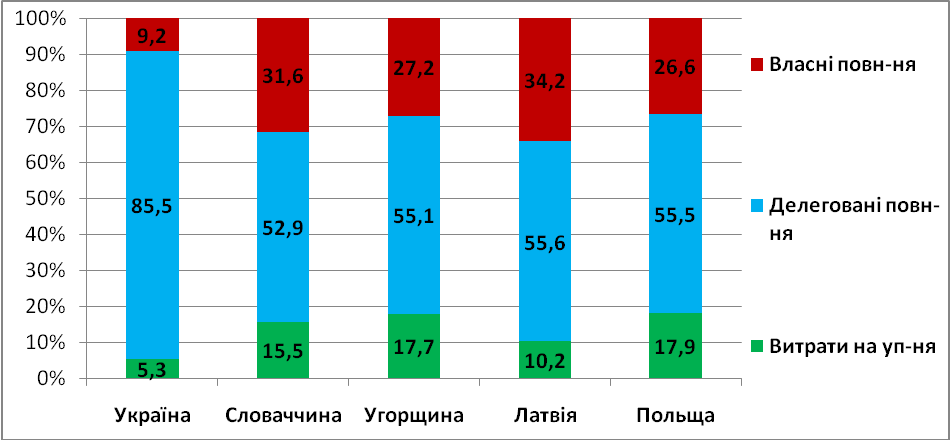 100%
90%
80%
70%
60%
50%
40%
30%
20%
10%
0%
9,2
31,6
27,2
34,2
26,6
85,5
52,9
55,1
55,6
55,5
5,3
15,5
17,7
10,2
17,9
Україна
Словаччина
Угорщина
Латвія
Польща
Власні повн-ня
Делеговані повн-
ня
Витрати на уп-ня